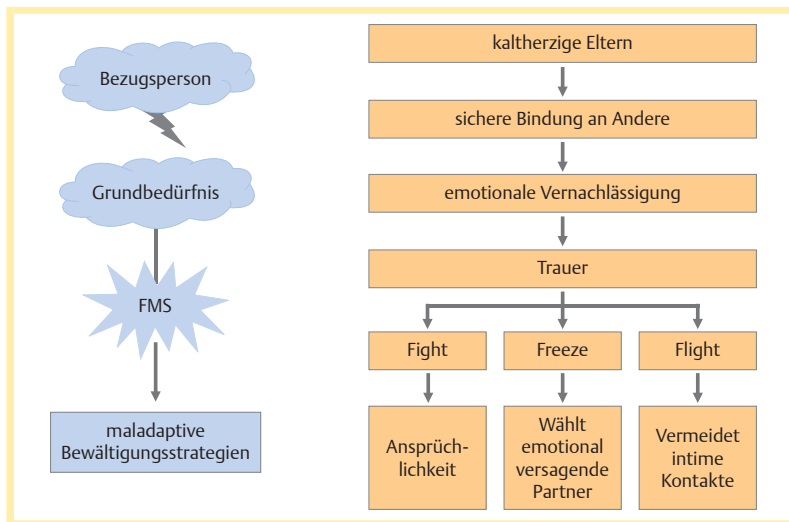 Bezugsperson
Grundbedürfnis
FMS
maladaptive
Bewältigungsstrategien
kaltherzige Eltern
sichere Bindung an Andere
emotionale Vernachlässigung
Trauer
Fight
Freeze
Flight
Ansprüch-
lichkeit
Wählt
emotional
versagende
Partner
Vermeidet
intime
Kontakte